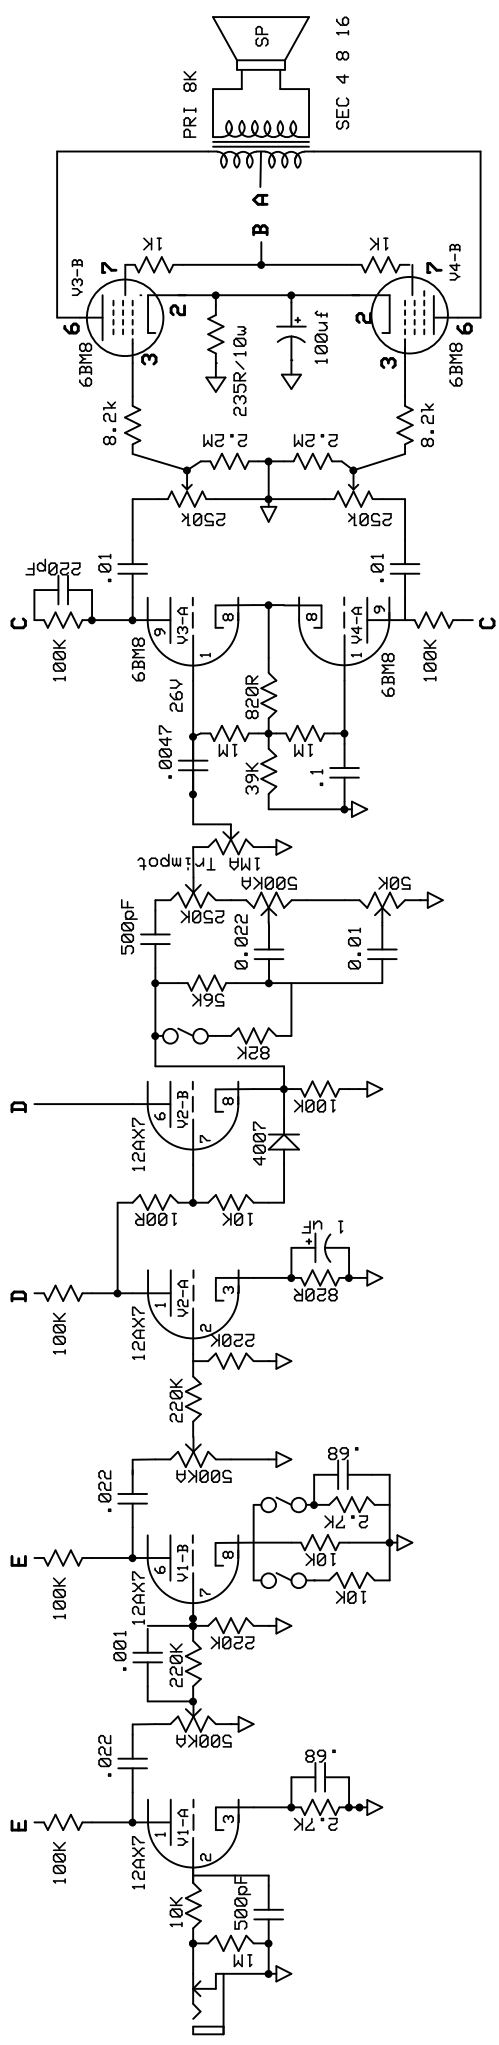 SP
PRI 8K
SEC 4 8 16
A
B
1K
1K
V3-B
7
6
2
3
6BM8
V4-B
7
2
6
3
6BM8
235R/10w
+
100uf
8.2k
8.2k
2.2M
2.2M
250k
250k
.01
.01
220pF
C
100K
6BM8
9
V3-A
8
1
8
V4-A
9
1
6BM8
100K
C
26V
820R
.0047
1M
1M
39K
.1
Trimpot
1MA
250K
500KA
50K
500pF
0.022
0.01
56K
82K
D
12AX7
6
V2-B
8
7
100K
4007
100R
10K
D
100K
12AX7
1
V2-A
3
2
1
uF
+
820R
220K
220K
500KA
.022
E
100K
12AX7
6
V1-B
8
7
.68
2.7K
10K
10K
.001
220K
220K
500KA
.022
E
100K
12AX7
1
V1-A
3
2
.68
2.7K
10K
500pF
1M